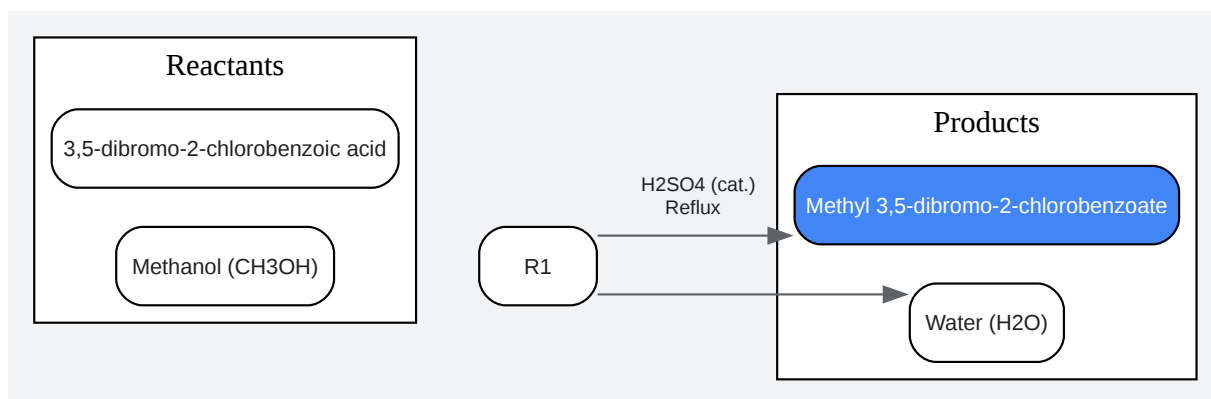 Reactants
3,5-dibromo-2-chlorobenzoic acid
Methanol (CH3OH)
R1
H2SO4 (cat.)
Reflux
Products
Methyl 3,5-dibromo-2-chlorobenzoate
Water (H2O)